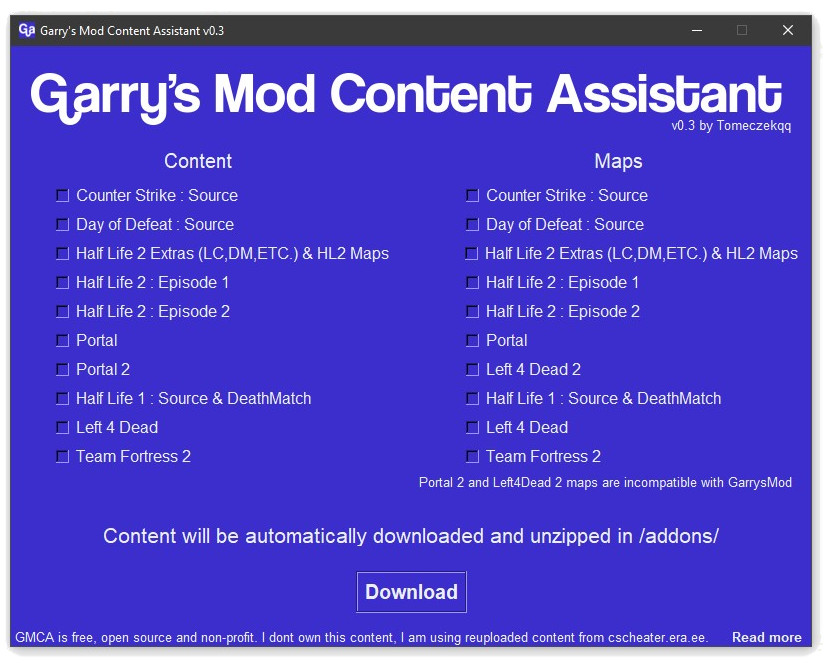 Ga Garry's Mod Content Assistant v0.3
Garry's Mod Content Assistant
v0.3 by Tomeczekqq
Content
Counter Strike : Source
Day of Defeat : Source
Half Life 2 Extras (LC,DM,ETC.) & HL2 Maps
Half Life 2 : Episode 1
Half Life 2 : Episode 2
Portal
Portal 2
Half Life 1 : Source & DeathMatch
Left 4 Dead
Team Fortress 2
Maps
Counter Strike : Source
Day of Defeat : Source
Half Life 2 Extras (LC,DM,ETC.) & HL2 Maps
Half Life 2 : Episode 1
Half Life 2 : Episode 2
Portal
Left 4 Dead 2
Half Life 1 : Source & DeathMatch
Left 4 Dead
Team Fortress 2
Portal 2 and Left4Dead 2 maps are incompatible with GarrysMod
Content will be automatically downloaded and unzipped in /addons/
Download
GMCA is free, open source and non-profit. I dont own this content, I am using reuploaded content from cscheater.era.ee. Read more